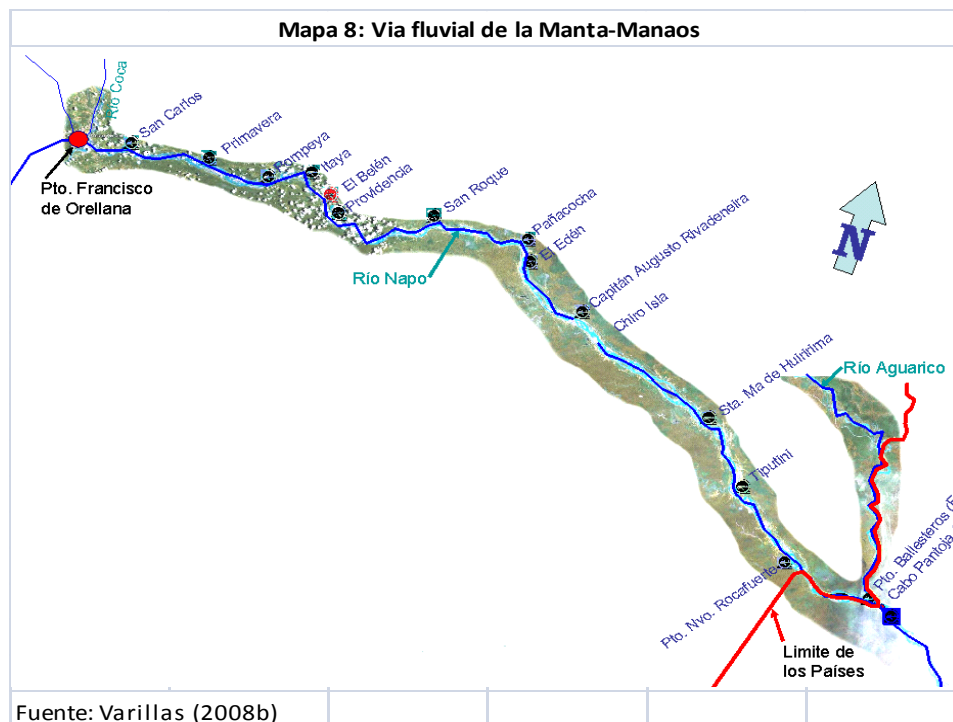 Mapa 8: Via fluvial de la Manta-Manaos
Río Coca
San Carlos
Primavera
Pompeya
Itaya
El Belén
Providencia
San Roque
Pañacocha
El Edén
Capitán Augusto Rivadeneira
Chiro Isla
Sta. Ma de Huiririma
Tiputini
Pto. Nvo. Rocafuerte
Pto. Ballesteros (E
Cabo Pantoja
Pto. Francisco
de Orellana
Río Napo
N
Río Aguarico
Limite de
los Países
Fuente: Varillas (2008b)